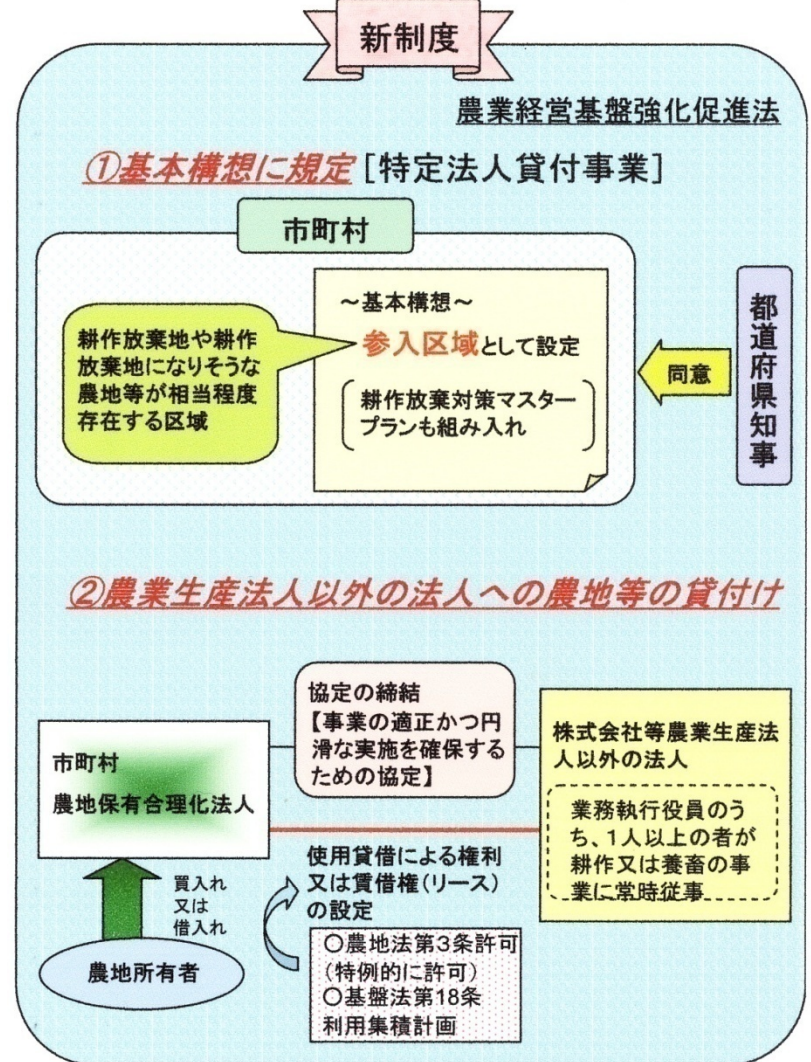 新制度
農業経営基盤強化促進法
①基本構想に規定[特定法人貸付事業]
市町村
～基本構想～
参入区域として設定
耕作放棄対策マスター
プランも組み入れ
耕作放棄地や耕作
放棄地になりそうな
農地等が相当程度
存在する区域
同意
都道府県知事
②農業生産法人以外の法人への農地等の貸付け
市町村
農地保有合理化法人
協定の締結
【事業の適正かつ円
滑な実施を確保する
ための協定】
株式会社等農業生産法
人以外の法人
業務執行役員のう
ち、1人以上の者が
耕作又は養畜の事
業に常時従事
買入れ
又は
借入れ
農地所有者
使用貸借による権利
又は賃借権(リース)
の設定
○農地法第3条許可
(特例的に許可)
○基盤法第18条
利用集積計画